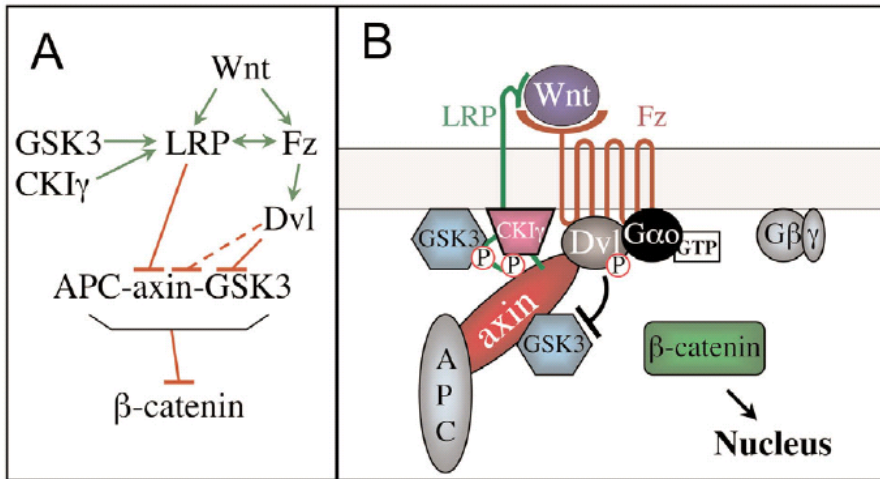 A
Wnt
GSK3
LRP
Fz
CKIγ
Dvl
APC-axin-GSK3
β-catenin
B
Wnt
LRP
Fz
GSK3
CKIγ
Dvl
Gαo
GTP
Gβ γ
P
P
P
axin
GSK3
A
P
C
β-catenin
Nucleus